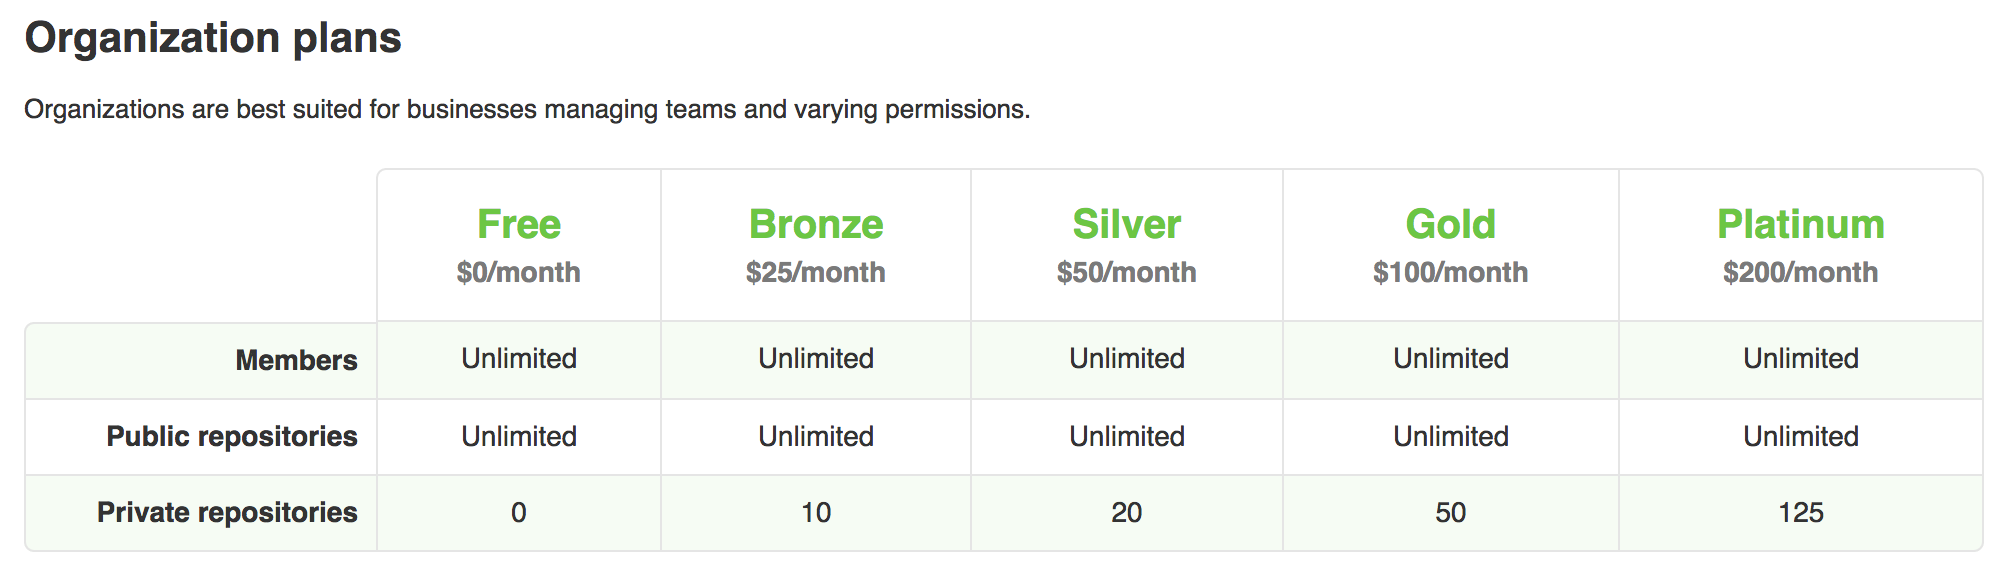 Organization plans
Organizations are best suited for businesses managing teams and varying permissions.
Free Bronze Silver Gold Platinum
$0/month $25/month $50/month $100/month $200/month
Members Unlimited Unlimited Unlimited Unlimited Unlimited
Public repositories Unlimited Unlimited Unlimited Unlimited Unlimited
Private repositories 0 10 20 50 125